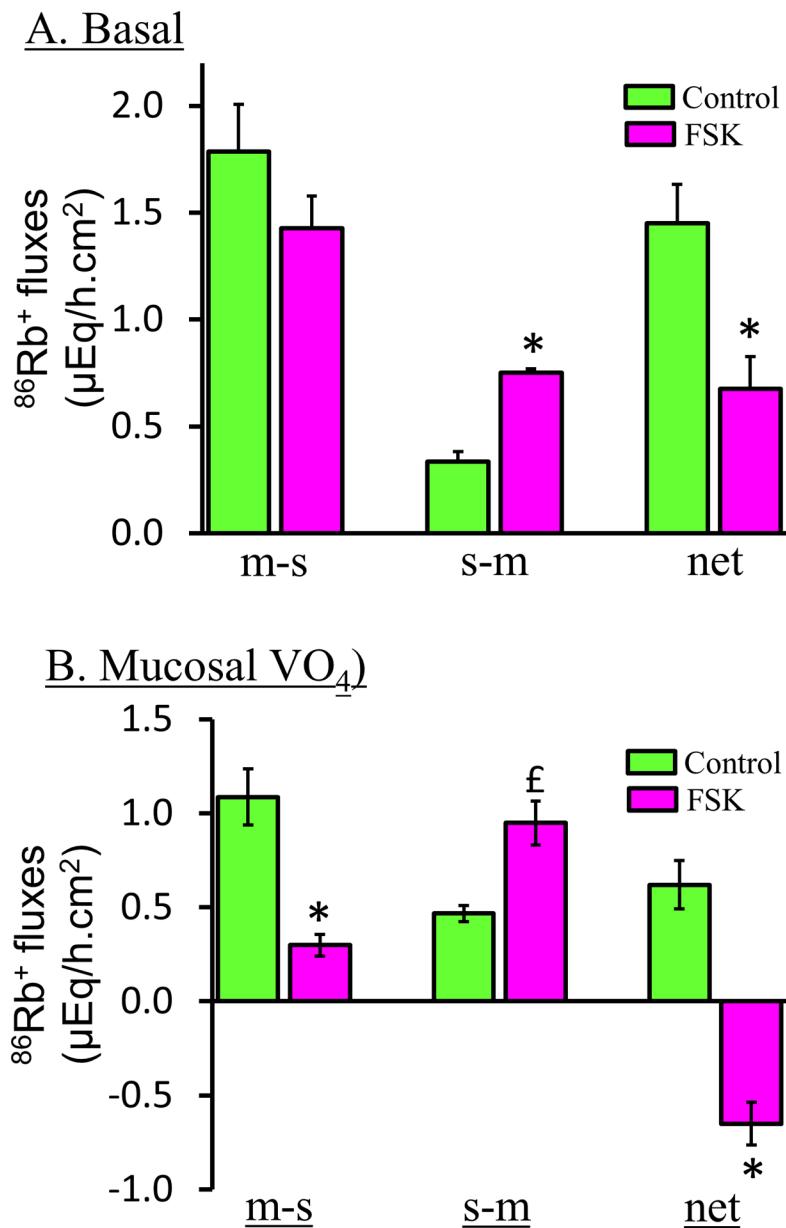 A. Basal
Control
FSK
⁸⁶Rb⁺ fluxes
(µEq/h.cm²)
2.0
1.5
1.0
0.5
0.0
*
*
m-s s-m net
B. Mucosal VO₄)
Control
FSK
⁸⁶Rb⁺ fluxes
(µEq/h.cm²)
1.5
1.0
0.5
0.0
-0.5
-1.0
*
£
*
m-s s-m net